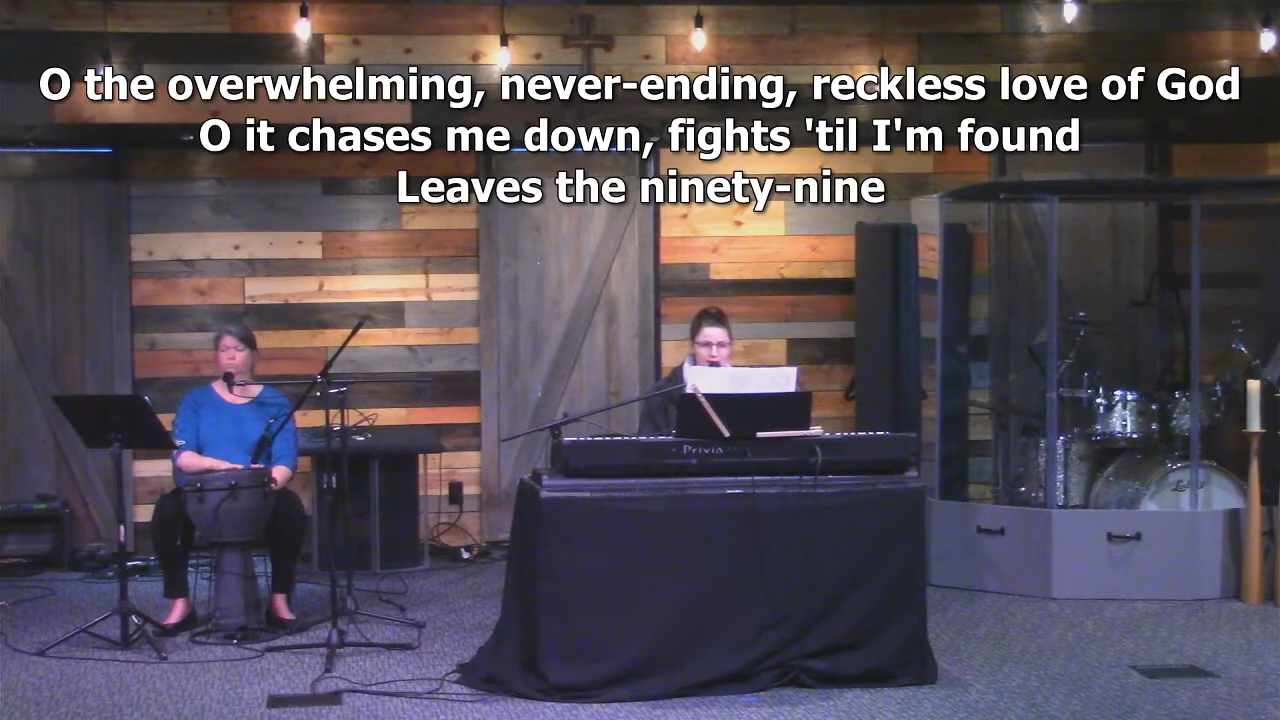 O the overwhelming, never-ending, reckless love of God
O it chases me down, fights 'til I'm found
Leaves the ninety-nine
Privia